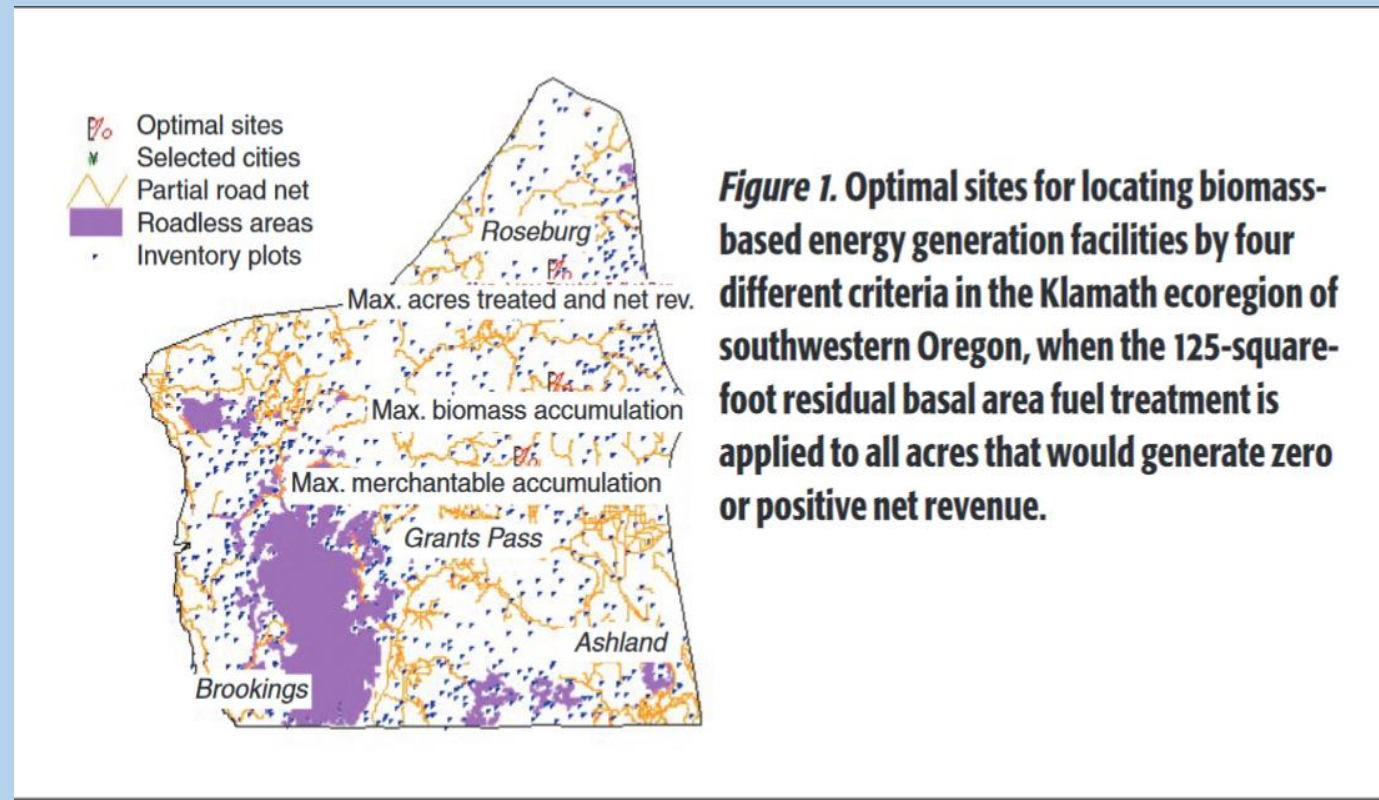 Optimal sites
Selected cities
Partial road net
Roadless areas
Inventory plots
Roseburg
Max. acres treated and net rev.
Max. biomass accumulation
Max. merchantable accumulation
Grants Pass
Ashland
Brookings
Figure 1. Optimal sites for locating biomass-
based energy generation facilities by four
different criteria in the Klamath ecoregion of
southwestern Oregon, when the 125-square-
foot residual basal area fuel treatment is
applied to all acres that would generate zero
or positive net revenue.